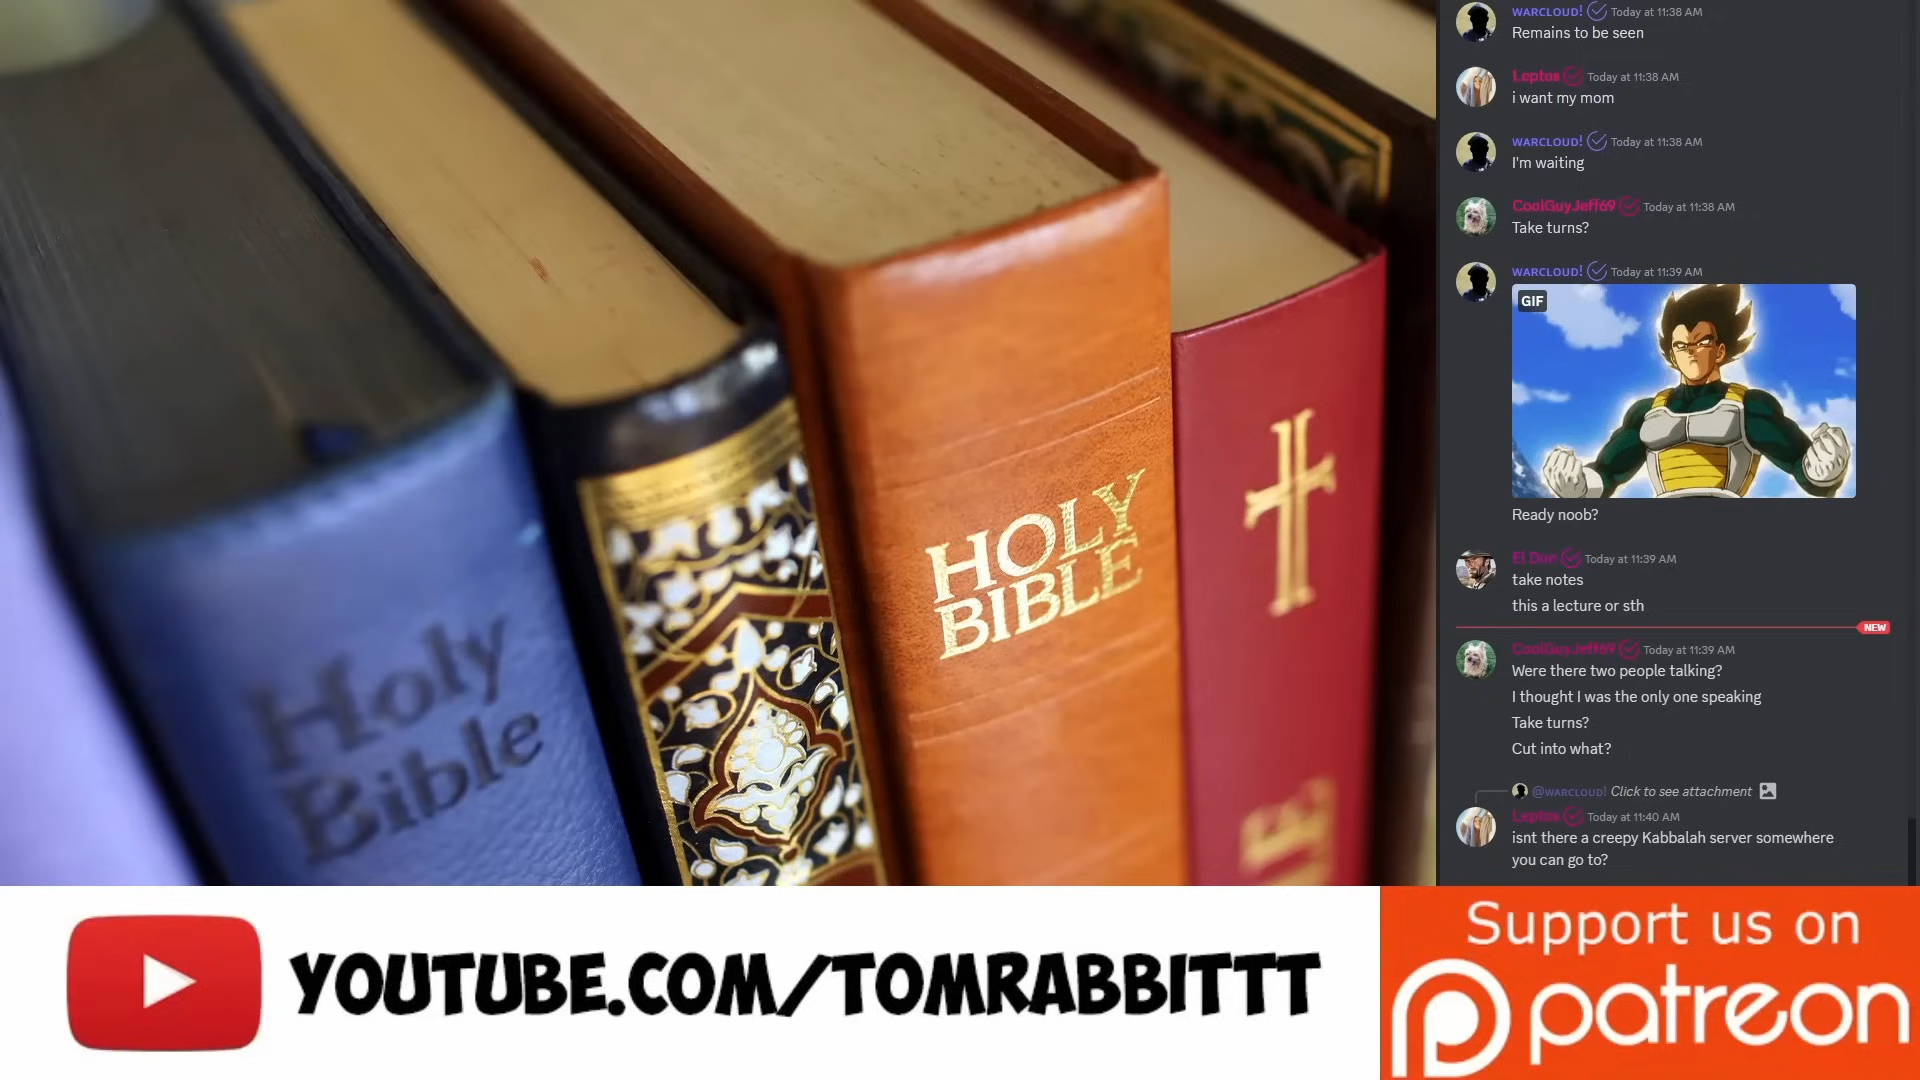 Holy
Bible
HOLY
BIBLE
WARCLOUD! Today at 11:38 AM
Remains to be seen
Leptos Today at 11:38 AM
i want my mom
WARCLOUD! Today at 11:38 AM
I'm waiting
CoolGuyJeff69 Today at 11:38 AM
Take turns?
WARCLOUD! Today at 11:39 AM
GIF
Ready noob?
El Don Today at 11:39 AM
take notes
this a lecture or sth
NEW
CoolGuyJeff69 Today at 11:39 AM
Were there two people talking?
I thought I was the only one speaking
Take turns?
Cut into what?
@WARCLOUD! Click to see attachment
Leptos Today at 11:40 AM
isnt there a creepy Kabbalah server somewhere
you can go to?
YOUTUBE.COM/TOMRABBITTT
Support us on
patreon